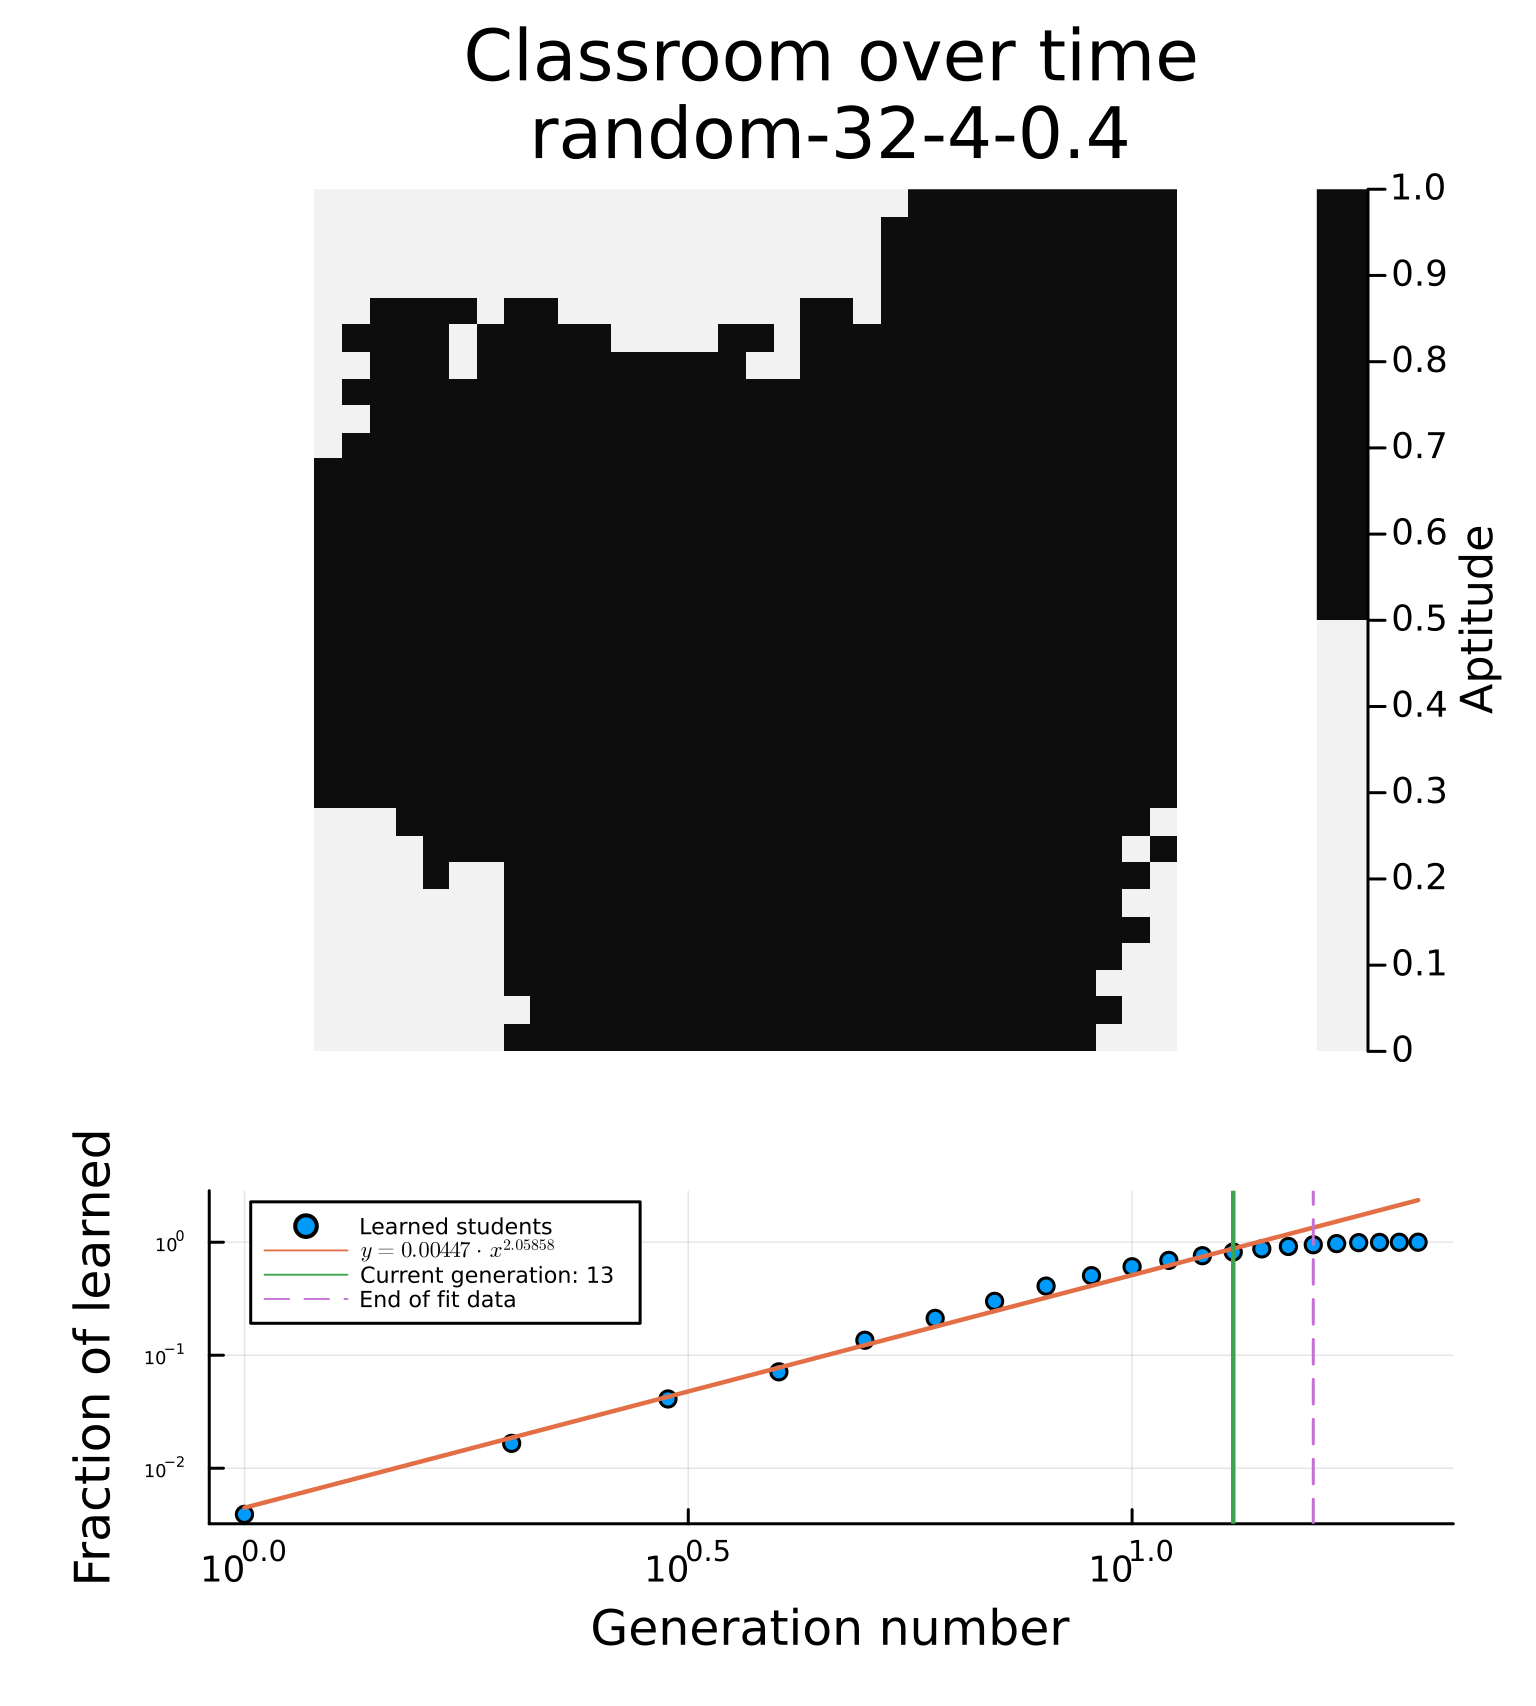 Classroom over time
random-32-4-0.4
1.0
0.9
0.8
0.7
0.6
0.5
0.4
0.3
0.2
0.1
0
Aptitude
Fraction of learned
10⁰
10⁻¹
10⁻²
Learned students
y = 0.00447 · x^2.05858
Current generation: 13
End of fit data
10^0.0
10^0.5
10^1.0
Generation number